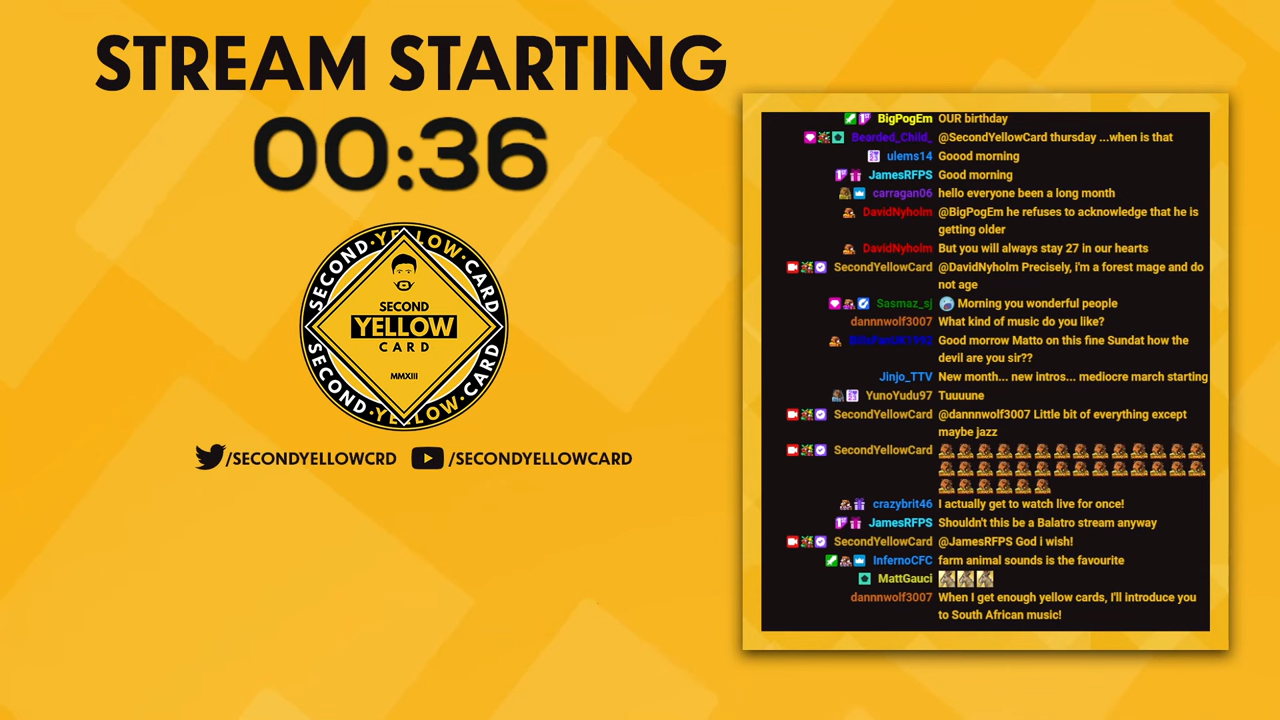 STREAM STARTING
00:36
SECOND·YELLOW·CARD
SECOND
YELLOW
CARD
MMXIII
SECOND·YELLOW·CARD
/SECONDYELLOWCRD /SECONDYELLOWCARD
BigPogEm OUR birthday
Bearded_Child_ @SecondYellowCard thursday ...when is that
ulems14 Goood morning
JamesRFPS Good morning
carragan06 hello everyone been a long month
DavidNyholm @BigPogEm he refuses to acknowledge that he is
getting older
DavidNyholm But you will always stay 27 in our hearts
SecondYellowCard @DavidNyholm Precisely, i'm a forest mage and do
not age
Sasmaz_sj Morning you wonderful people
dannnwolf3007 What kind of music do you like?
Good morrow Matto on this fine Sundat how the
devil are you sir??
Jinjo_TTV New month... new intros... mediocre march starting
YunoYudu97 Tuuuune
SecondYellowCard @dannnwolf3007 Little bit of everything except
maybe jazz
SecondYellowCard
crazybrit46 I actually get to watch live for once!
JamesRFPS Shouldn't this be a Balatro stream anyway
SecondYellowCard @JamesRFPS God i wish!
InfernoCFC farm animal sounds is the favourite
MattGauci
dannnwolf3007 When I get enough yellow cards, I'll introduce you
to South African music!